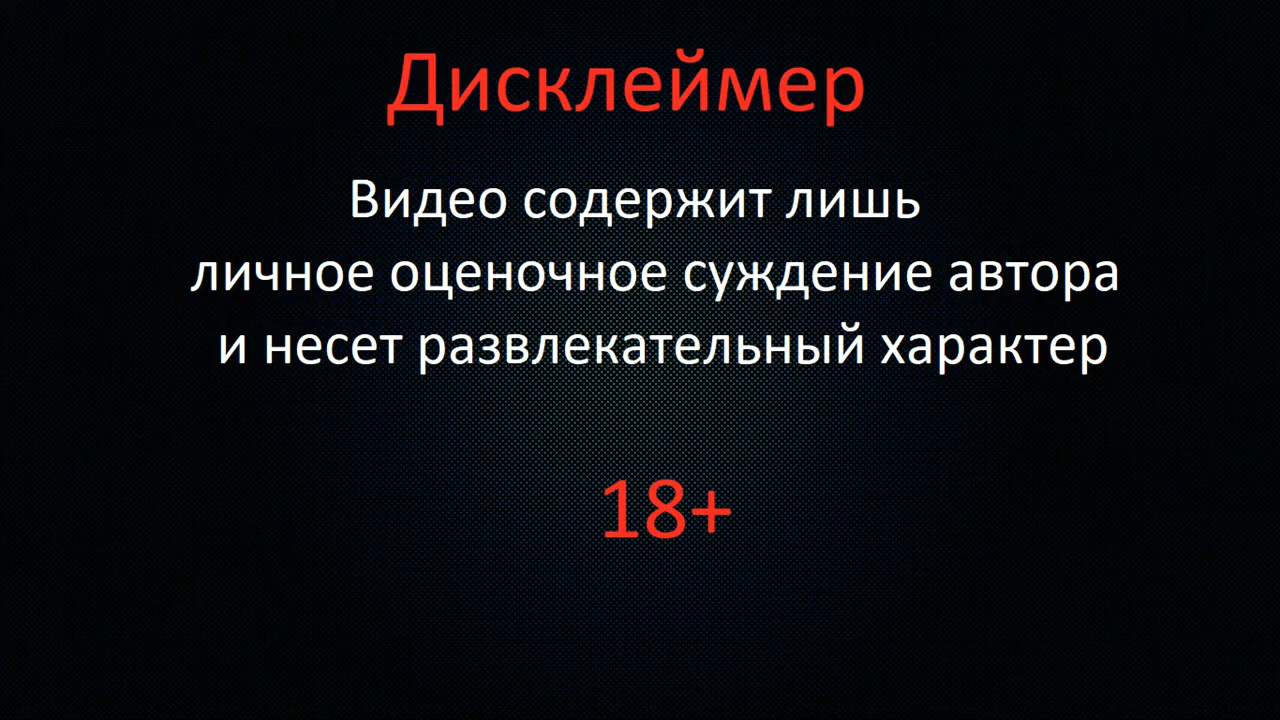 Дисклеймер
Видео содержит лишь
личное оценочное суждение автора
и несет развлекательный характер
18+